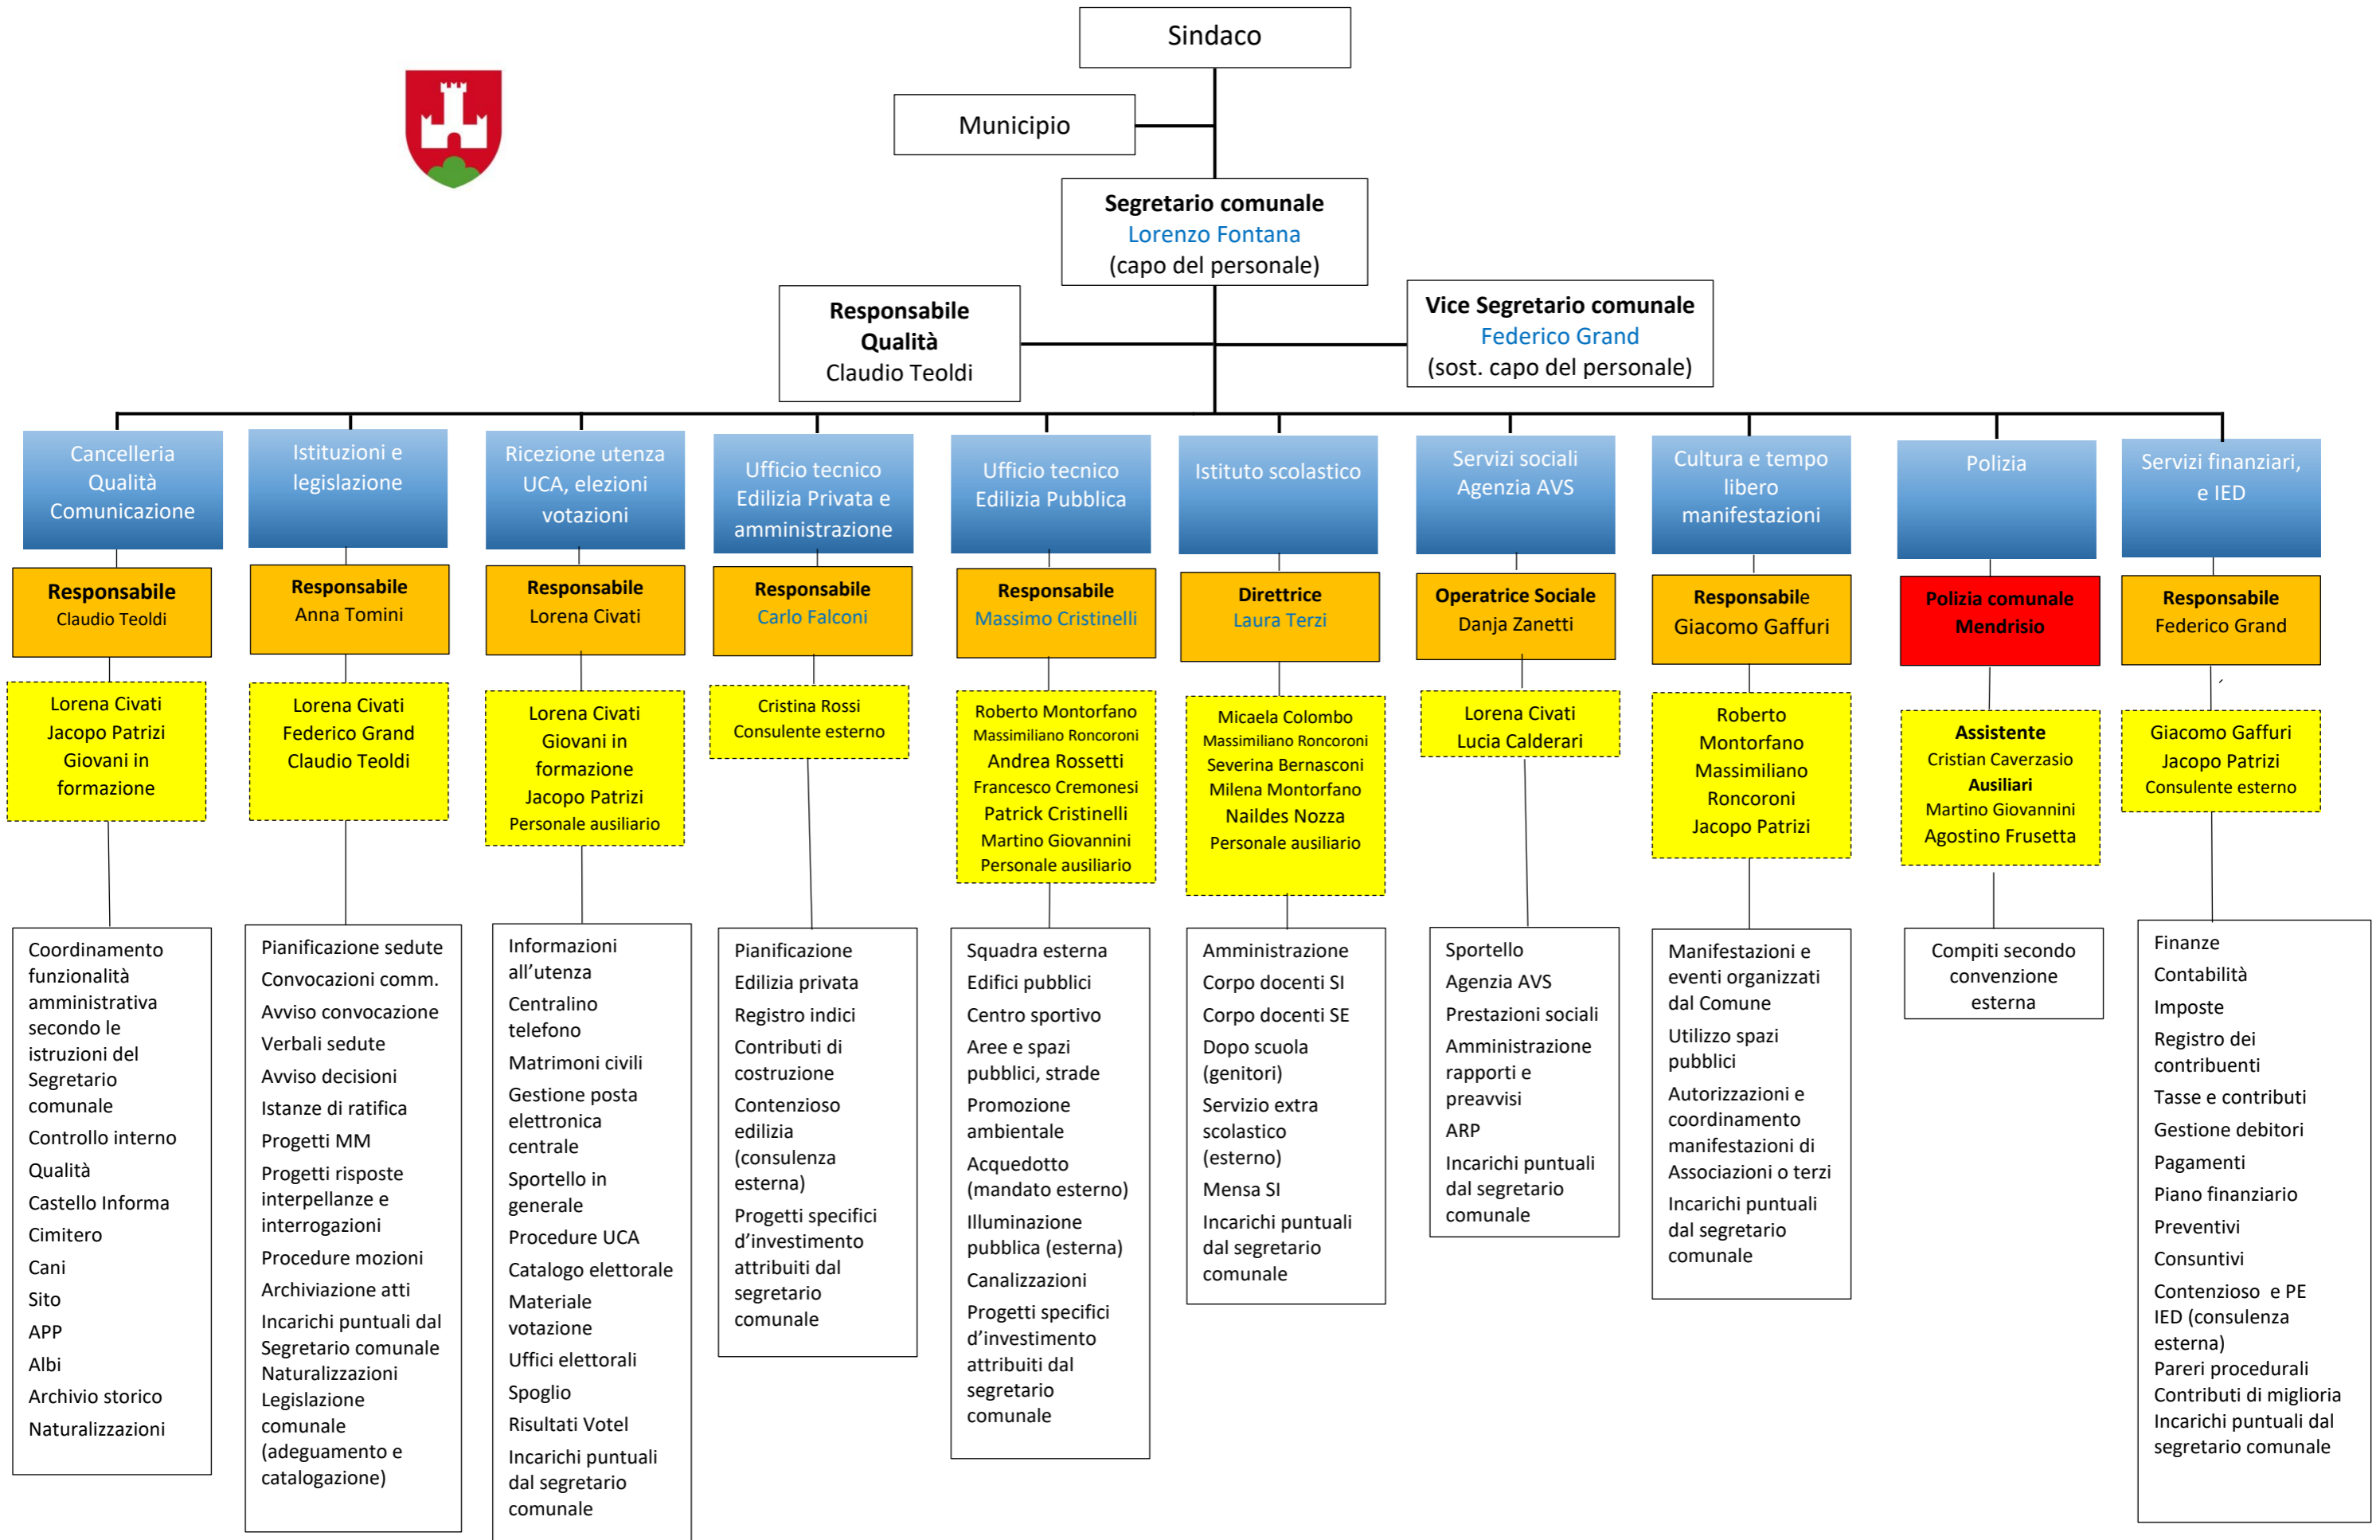 Sindaco
Municipio
Segretario comunale
Lorenzo Fontana
(capo del personale)
Responsabile
Qualità
Claudio Teoldi
Vice Segretario comunale
Federico Grand
(sost. capo del personale)
Cancelleria
Qualità
Comunicazione
Istituzioni e
legislazione
Ricezione utenza
UCA, elezioni
votazioni
Ufficio tecnico
Edilizia Privata e
amministrazione
Ufficio tecnico
Edilizia Pubblica
Istituto scolastico
Servizi sociali
Agenzia AVS
Cultura e tempo
libero
manifestazioni
Polizia
Servizi finanziari,
e IED
Responsabile
Claudio Teoldi
Responsabile
Anna Tomini
Responsabile
Lorena Civati
Responsabile
Carlo Falconi
Responsabile
Massimo Cristinelli
Direttrice
Laura Terzi
Operatrice Sociale
Danja Zanetti
Responsabile
Giacomo Gaffuri
Polizia comunale
Mendrisio
Responsabile
Federico Grand
Lorena Civati
Jacopo Patrizi
Giovani in
formazione
Lorena Civati
Federico Grand
Claudio Teoldi
Lorena Civati
Giovani in
formazione
Jacopo Patrizi
Personale ausiliario
Cristina Rossi
Consulente esterno
Roberto Montorfano
Massimiliano Roncoroni
Andrea Rossetti
Francesco Cremonesi
Patrick Cristinelli
Martino Giovannini
Personale ausiliario
Micaela Colombo
Massimiliano Roncoroni
Severina Bernasconi
Milena Montorfano
Naildes Nozza
Personale ausiliario
Lorena Civati
Lucia Calderari
Roberto
Montorfano
Massimiliano
Roncoroni
Jacopo Patrizi
Assistente
Cristian Caverzasio
Ausiliari
Martino Giovannini
Agostino Frusetta
Giacomo Gaffuri
Jacopo Patrizi
Consulente esterno
Coordinamento
funzionalità
amministrativa
secondo le
istruzioni del
Segretario
comunale
Controllo interno
Qualità
Castello Informa
Cimitero
Cani
Sito
APP
Albi
Archivio storico
Naturalizzazioni
Pianificazione sedute
Convocazioni comm.
Avviso convocazione
Verbali sedute
Avviso decisioni
Istanze di ratifica
Progetti MM
Progetti risposte
interpellanze e
interrogazioni
Procedure mozioni
Archiviazione atti
Incarichi puntuali dal
Segretario comunale
Naturalizzazioni
Legislazione
comunale
(adeguamento e
catalogazione)
Informazioni
all'utenza
Centralino
telefono
Matrimoni civili
Gestione posta
elettronica
centrale
Sportello in
generale
Procedure UCA
Catalogo elettorale
Materiale
votazione
Uffici elettorali
Spoglio
Risultati Votel
Incarichi puntuali
dal segretario
comunale
Pianificazione
Edilizia privata
Registro indici
Contributi di
costruzione
Contenzioso
edilizia
(consulenza
esterna)
Progetti specifici
d'investimento
attribuiti dal
segretario
comunale
Squadra esterna
Edifici pubblici
Centro sportivo
Aree e spazi
pubblici, strade
Promozione
ambientale
Acquedotto
(mandato esterno)
Illuminazione
pubblica (esterna)
Canalizzazioni
Progetti specifici
d'investimento
attribuiti dal
segretario
comunale
Amministrazione
Corpo docenti SI
Corpo docenti SE
Dopo scuola
(genitori)
Servizio extra
scolastico
(esterno)
Mensa SI
Incarichi puntuali
dal segretario
comunale
Sportello
Agenzia AVS
Prestazioni sociali
Amministrazione
rapporti e
preavvisi
ARP
Incarichi puntuali
dal segretario
comunale
Manifestazioni e
eventi organizzati
dal Comune
Utilizzo spazi
pubblici
Autorizzazioni e
coordinamento
manifestazioni di
Associazioni o terzi
Incarichi puntuali
dal segretario
comunale
Compiti secondo
convenzione
esterna
Finanze
Contabilità
Imposte
Registro dei
contribuenti
Tasse e contributi
Gestione debitori
Pagamenti
Piano finanziario
Preventivi
Consuntivi
Contenzioso e PE
IED (consulenza
esterna)
Pareri procedurali
Contributi di miglioria
Incarichi puntuali dal
segretario comunale